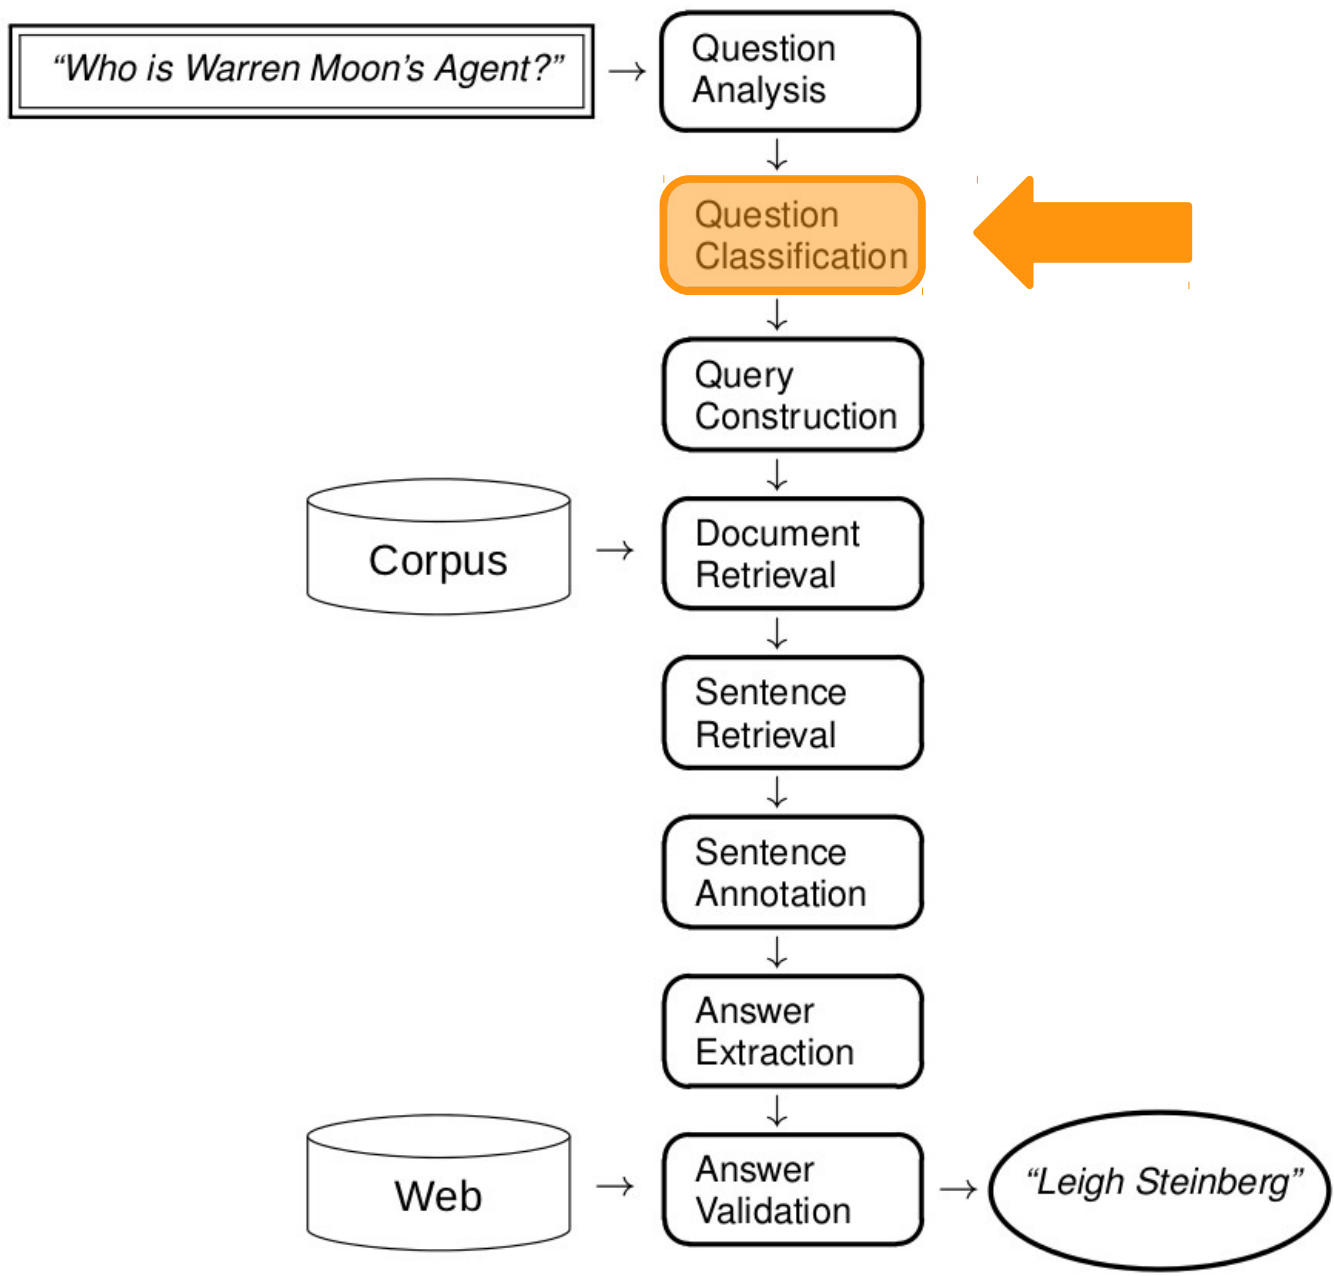 “Who is Warren Moon’s Agent?”
Question
Analysis
Question
Classification
Query
Construction
Corpus
Document
Retrieval
Sentence
Retrieval
Sentence
Annotation
Answer
Extraction
Web
Answer
Validation
“Leigh Steinberg”